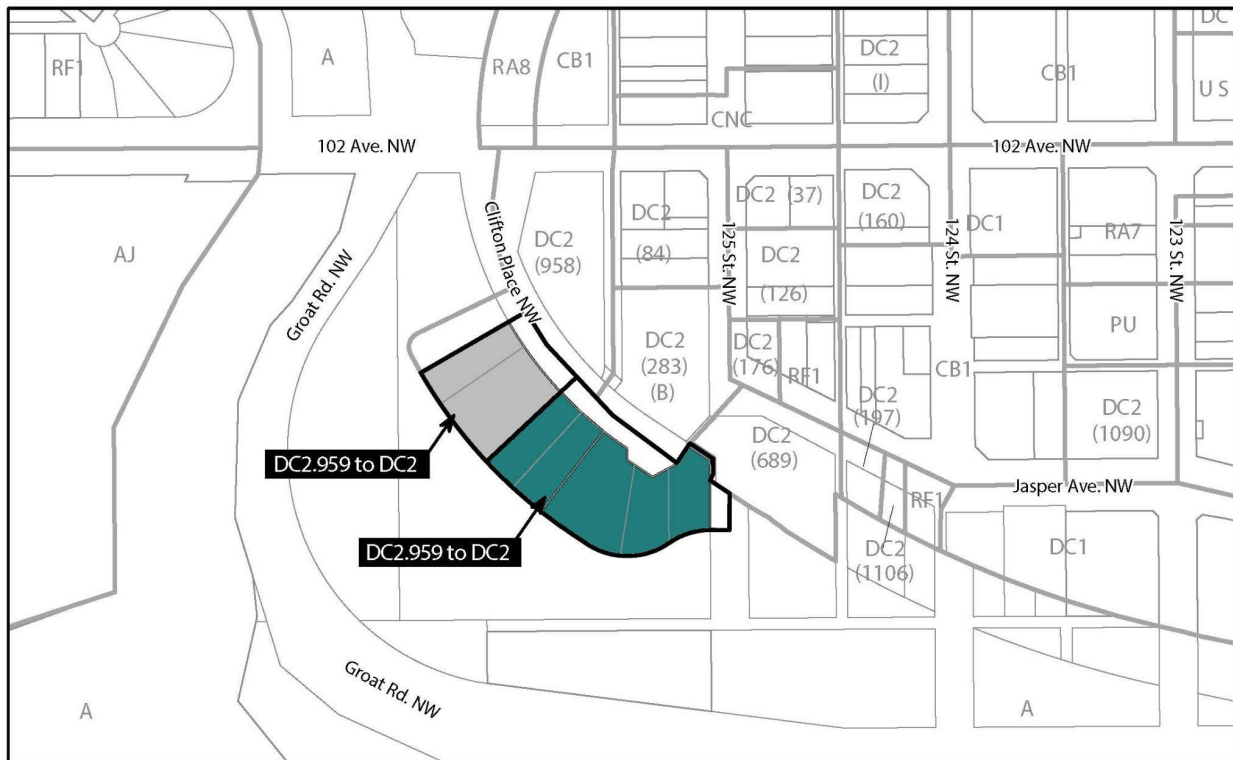 DC
RF1
A
RA8
CB1
DC2
(I)
CB1
U S
CNC
102 Ave. NW
102 Ave. NW
AJ
Groat Rd. NW
Clifton Place NW
DC2
(958)
DC2
(84)
125 St. NW
DC2 (37)
DC2
(126)
DC2
(160)
124 St. NW
DC1
RA7
123 St. NW
PU
DC2
(283)
(B)
DC2
(176)
RF1
DC2
(197)
CB1
DC2
(1090)
DC2
(689)
DC2.959 to DC2
DC2.959 to DC2
Jasper Ave. NW
RF1
DC2
(1106)
DC1
Groat Rd. NW
A
A